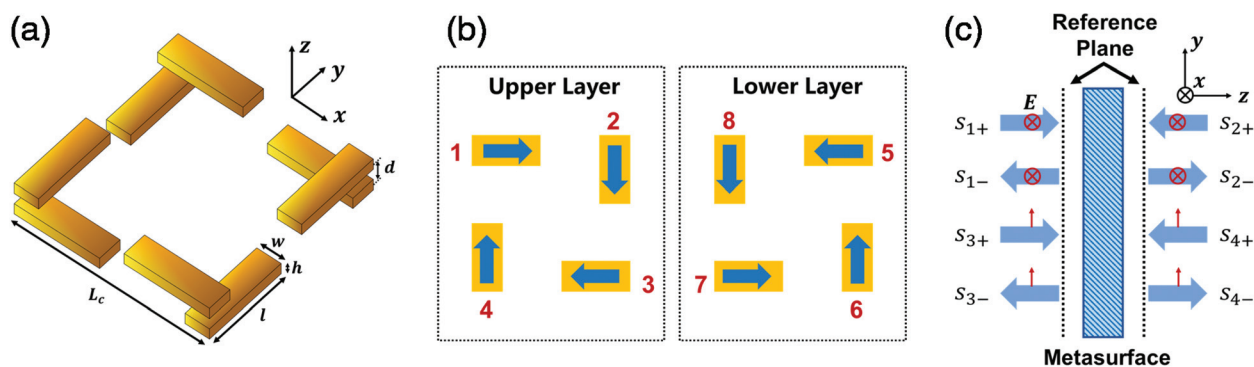 (a)
z
y
x
d
w
h
l
L_c
(b)
Upper Layer
1
2
3
4
Lower Layer
8
5
7
6
(c)
Reference
Plane
y
x
z
E
S_{1+}
S_{2+}
S_{1-}
S_{2-}
S_{3+}
S_{4+}
S_{3-}
S_{4-}
Metasurface